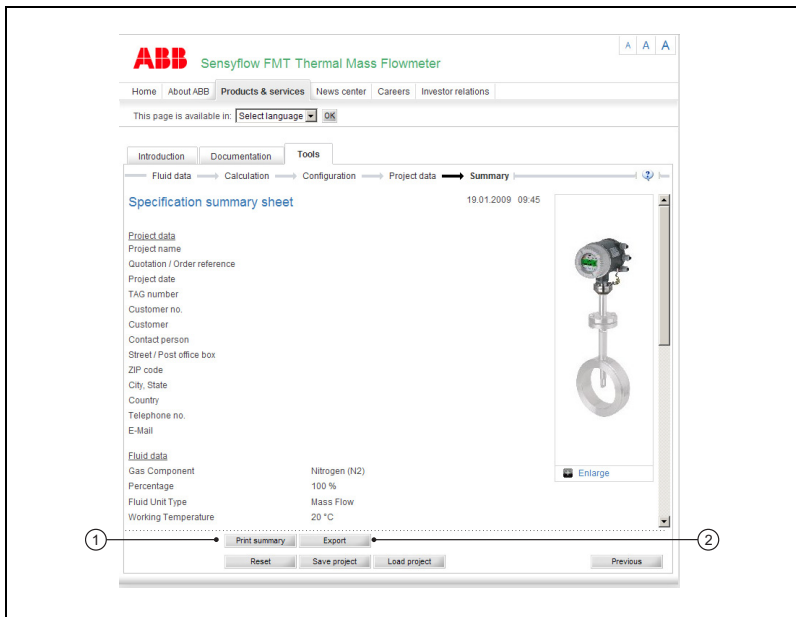 A A A
ABB Sensyflow FMT Thermal Mass Flowmeter
Home About ABB Products & services News center Careers Investor relations
This page is available in: Select language OK
Introduction Documentation Tools
Fluid data Calculation Configuration Project data Summary ?
Specification summary sheet 19.01.2009 09:45
Project data
Project name
Quotation / Order reference
Project date
TAG number
Customer no.
Customer
Contact person
Street / Post office box
ZIP code
City, State
Country
Telephone no.
E-Mail
Fluid data
Gas Component Nitrogen (N2)
Percentage 100 %
Fluid Unit Type Mass Flow
Working Temperature 20 °C
Enlarge
1 Print summary Export 2
Reset Save project Load project Previous